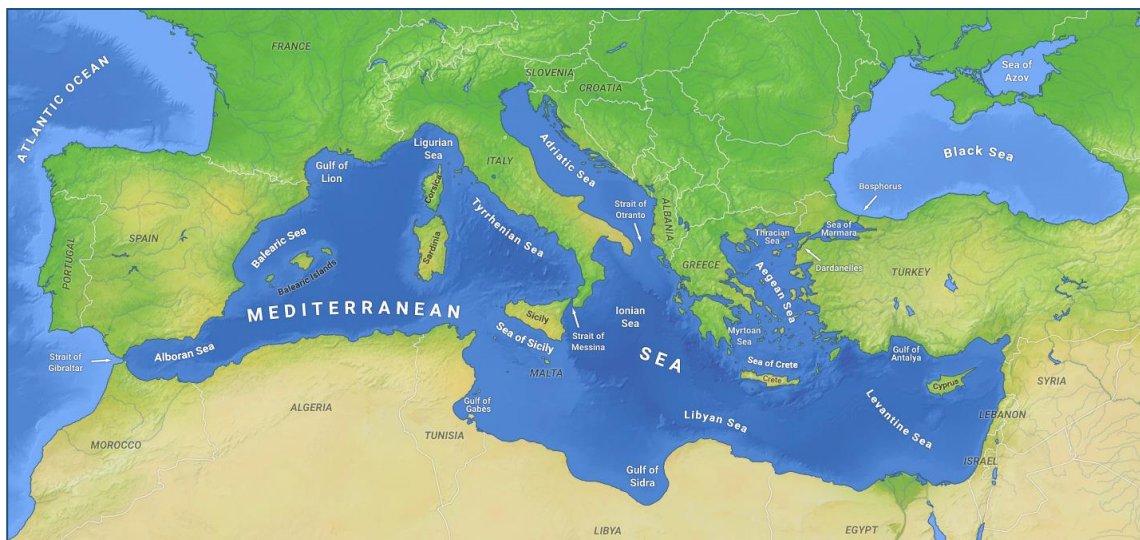 FRANCE
SLOVENIA
CROATIA
Sea of
Azov
ATLANTIC OCEAN
Ligurian
Sea
Adriatic Sea
Black Sea
Gulf of
Lion
ITALY
Corsica
Bosphorus
Strait of
Otranto
ALBANIA
Tyrrhenian Sea
Thracian
Sea
Sea of
Marmara
PORTUGAL
SPAIN
Balearic Sea
Sardinia
GREECE
Aegean Sea
Dardanelles
TURKEY
Balearic Islands
MEDITERRANEAN
SEA
Sicily
Ionian
Sea
Myrtoan
Sea
Strait of
Messina
Sea of Sicily
Strait of
Gibraltar
Alboran Sea
MALTA
Sea of Crete
Crete
Gulf of
Antalya
Cyprus
SYRIA
Gulf of
Gabès
ALGERIA
TUNISIA
MOROCCO
Libyan Sea
Levantine Sea
LEBANON
ISRAEL
Gulf of
Sidra
LIBYA
EGYPT